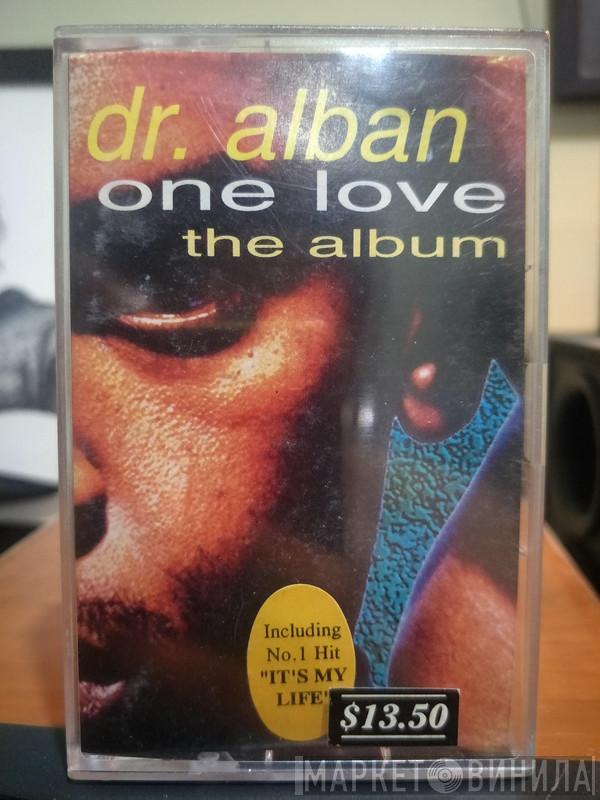 dr. alban
one love
the album
Including
No.1 Hit
"IT'S MY
LIFE"
$13.50
МАРКЕТ ВИНИЛА